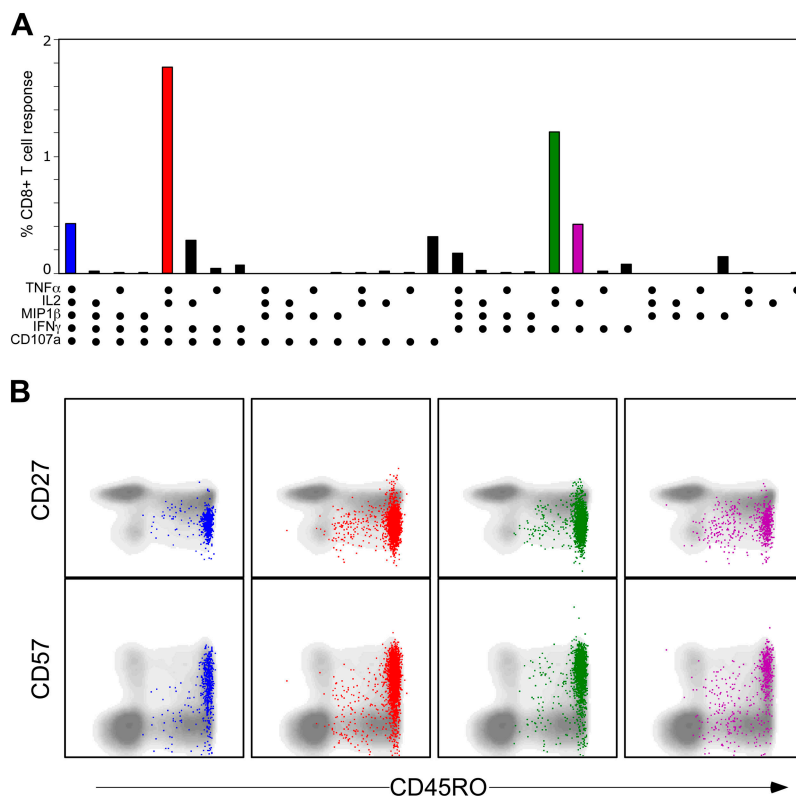 A
% CD8+ T cell response
2
1
0
TNFα
IL2
MIP1β
IFNγ
CD107a
B
CD27
CD57
CD45RO